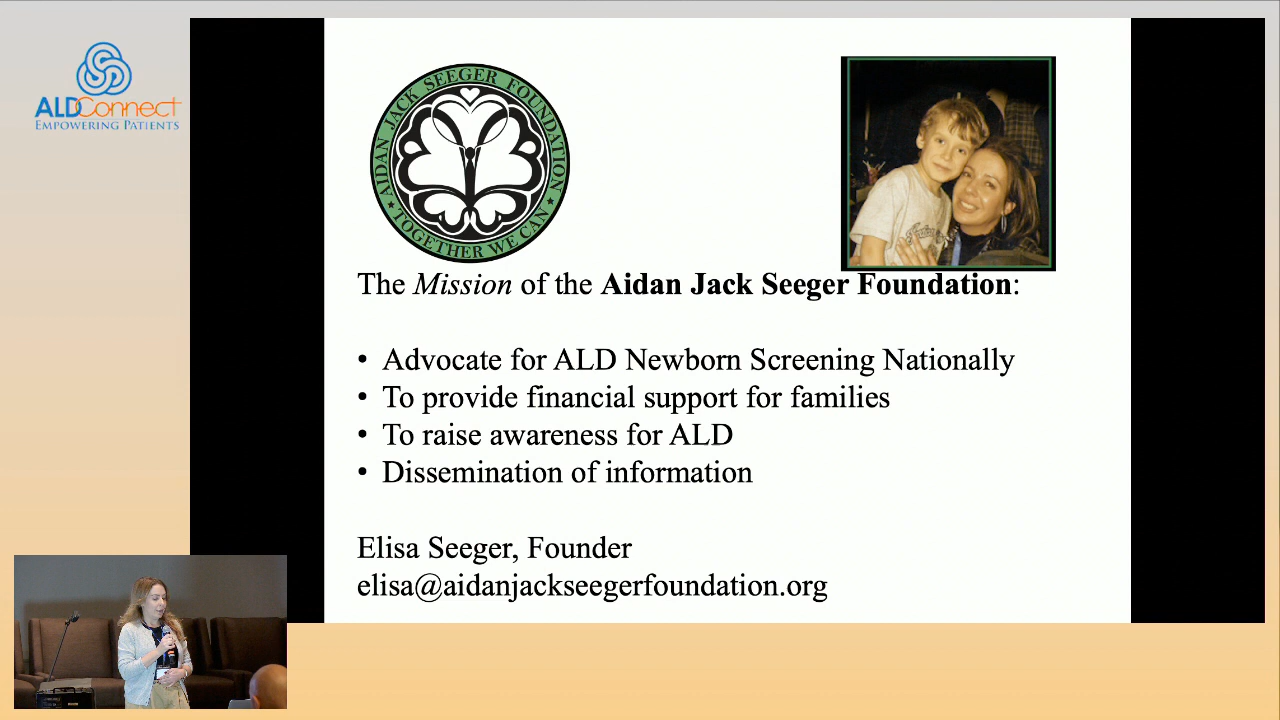 ALDConnect
EMPOWERING PATIENTS
AIDAN JACK SEEGER FOUNDATION
TOGETHER WE CAN
The Mission of the Aidan Jack Seeger Foundation:
• Advocate for ALD Newborn Screening Nationally
• To provide financial support for families
• To raise awareness for ALD
• Dissemination of information
Elisa Seeger, Founder
elisa@aidanjackseegerfoundation.org